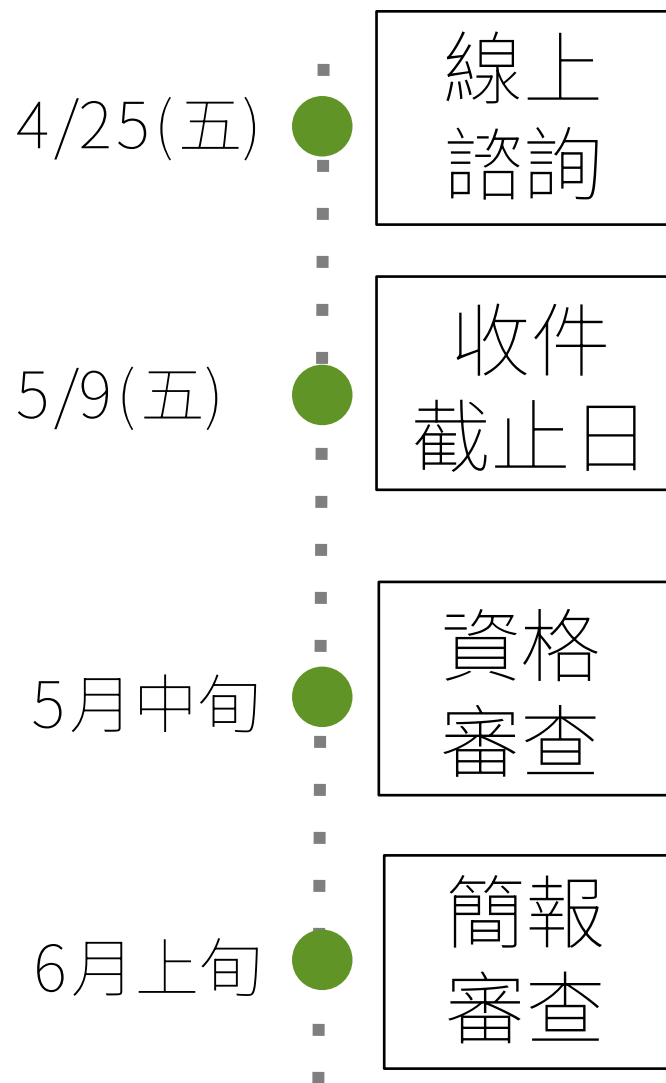 4/25(五)
線上
諮詢
5/9(五)
收件
截止日
5月中旬
資格
審查
6月上旬
簡報
審查